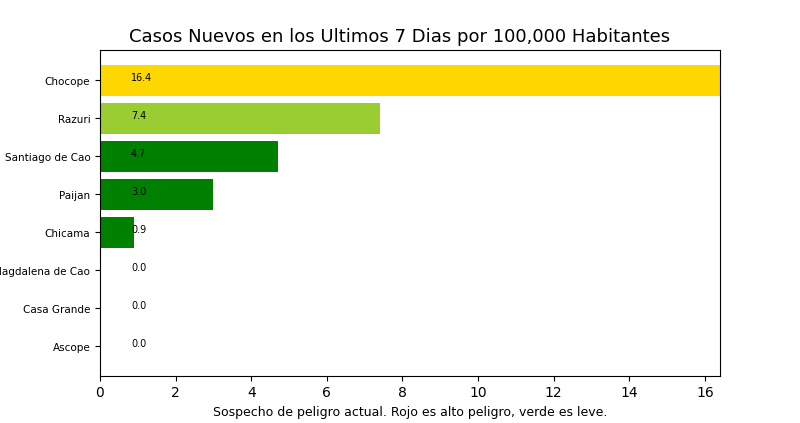 Casos Nuevos en los Ultimos 7 Dias por 100,000 Habitantes
Chocope 16.4
Razuri 7.4
Santiago de Cao 4.7
Paijan 3.0
Chicama 0.9
agdalena de Cao 0.0
Casa Grande 0.0
Ascope 0.0
0 2 4 6 8 10 12 14 16
Sospecho de peligro actual. Rojo es alto peligro, verde es leve.